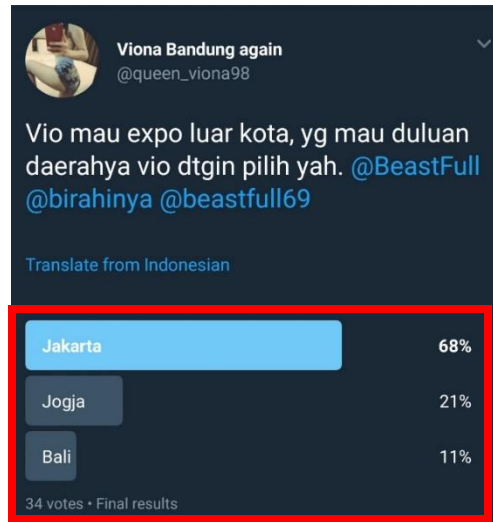 Viona Bandung again
@queen_viona98
Vio mau expo luar kota, yg mau duluan
daerahya vio dtgin pilih yah. @BeastFull
@birahinya @beastfull69
Translate from Indonesian
Jakarta 68%
Jogja 21%
Bali 11%
34 votes • Final results